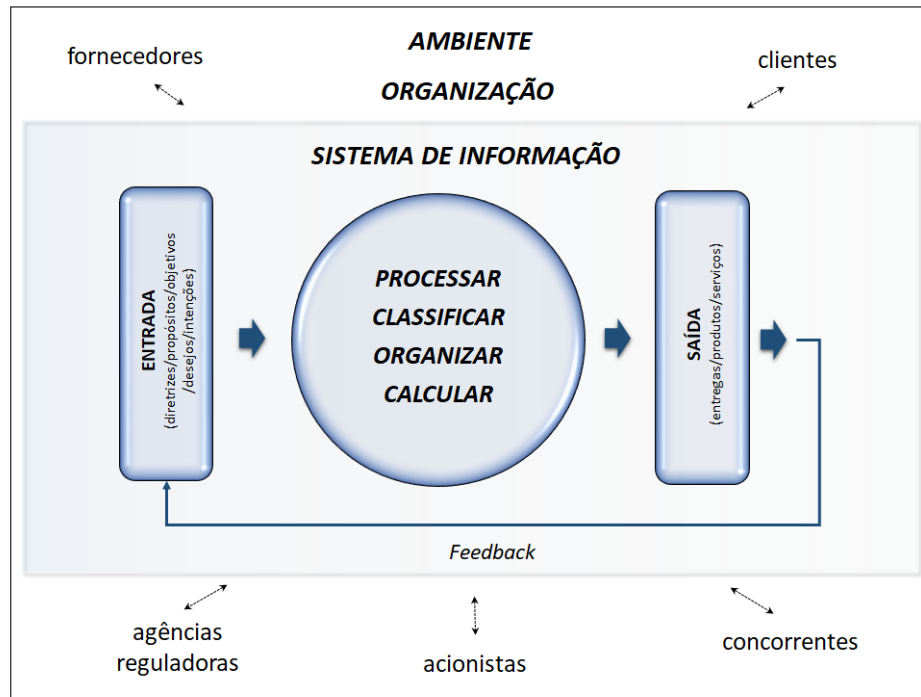 AMBIENTE
fornecedores
clientes
ORGANIZAÇÃO
SISTEMA DE INFORMAÇÃO
ENTRADA
(diretrizes/propósitos/objetivos
/desejos/intenções)
PROCESSAR
CLASSIFICAR
ORGANIZAR
CALCULAR
SAÍDA
(entregas/produtos/serviços)
Feedback
agências
reguladoras
acionistas
concorrentes